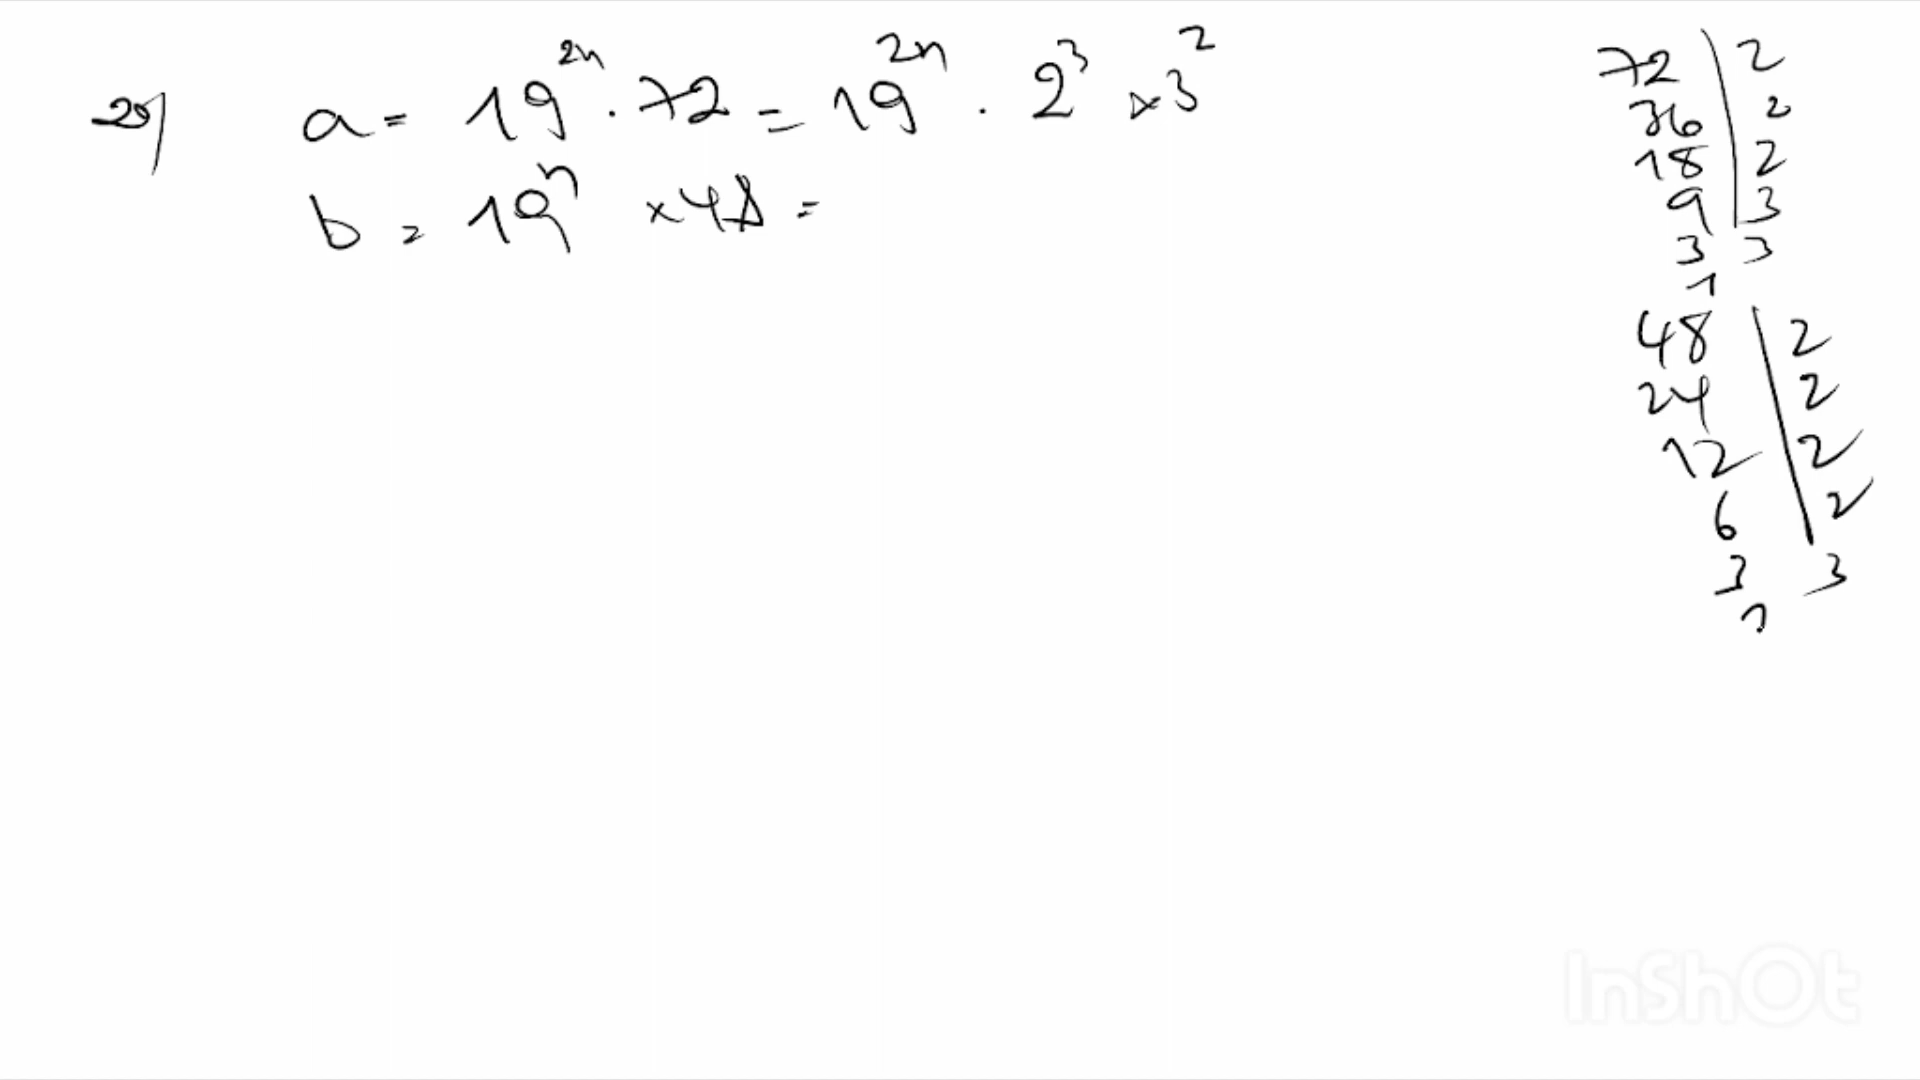 2º/ a = 19^{2n} . 72 = 19^{2n} . 2^3 × 3^2
b = 19^n × 48 =
72 | 2
36 | 2
18 | 2
9 | 3
3 3
1
48 | 2
24 | 2
12 | 2
6 | 2
3 3
1
InShOt